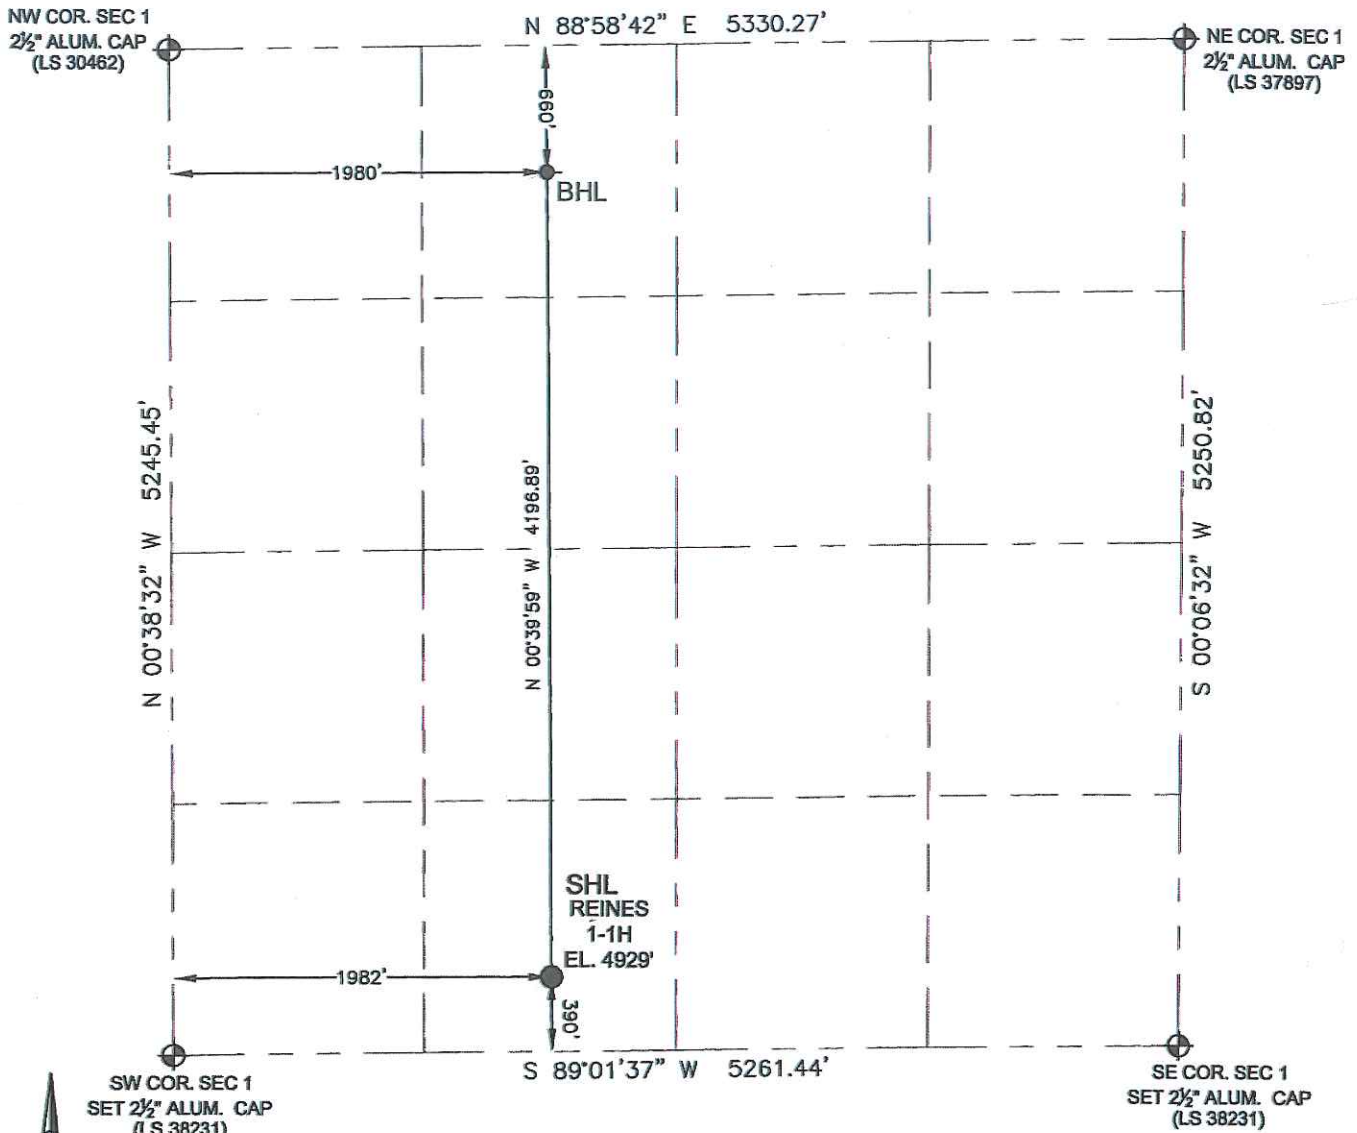 NW COR. SEC 1
2½" ALUM. CAP
(LS 30462)
N 88°58'42" E 5330.27'
NE COR. SEC 1
2½" ALUM. CAP
(LS 37897)
660'
1980'
BHL
N 00°38'32" W 5245.45'
N 00°39'59" W 4196.89'
S 00°06'32" W 5250.82'
SHL
REINES
1-1H
EL. 4929'
1982'
390'
S 89°01'37" W 5261.44'
SW COR. SEC 1
SET 2½" ALUM. CAP
(LS 38231)
SE COR. SEC 1
SET 2½" ALUM. CAP
(LS 38231)